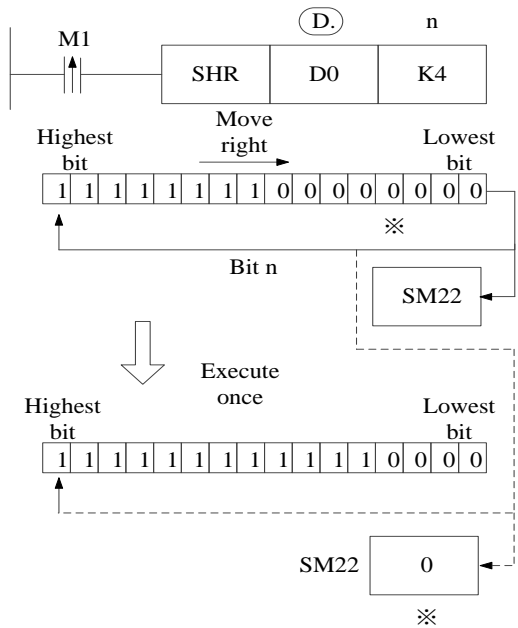 D. n
M1
SHR D0 K4
Move
right
Highest
bit
Lowest
bit
1 1 1 1 1 1 1 1 0 0 0 0 0 0 0 0
※
Bit n
SM22
Execute
once
Highest
bit
Lowest
bit
1 1 1 1 1 1 1 1 1 1 1 1 0 0 0 0
SM22 0
※